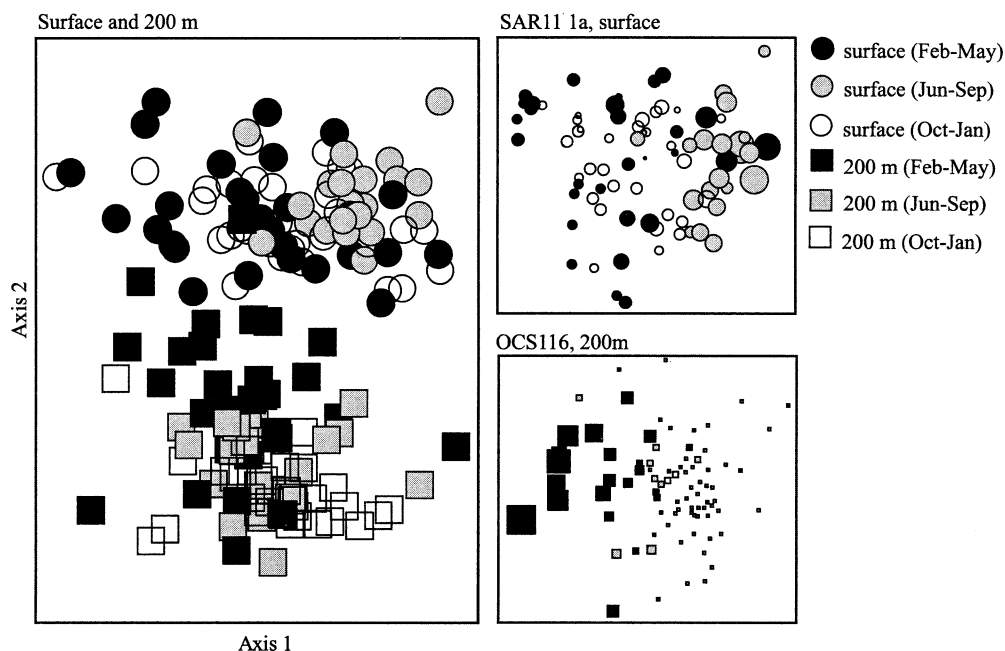 Surface and 200 m
Axis 2
Axis 1
SAR11 1a, surface
OCS116, 200m
surface (Feb-May)
surface (Jun-Sep)
surface (Oct-Jan)
200 m (Feb-May)
200 m (Jun-Sep)
200 m (Oct-Jan)